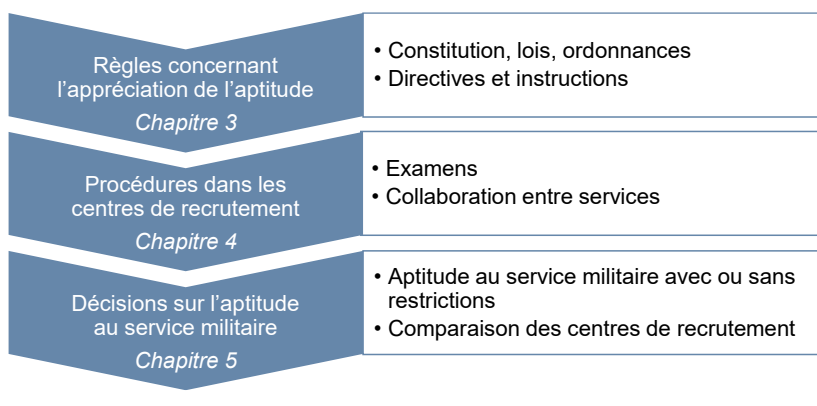 Règles concernant
l'appréciation de l'aptitude
Chapitre 3
• Constitution, lois, ordonnances
• Directives et instructions
Procédures dans les
centres de recrutement
Chapitre 4
• Examens
• Collaboration entre services
Décisions sur l'aptitude
au service militaire
Chapitre 5
• Aptitude au service militaire avec ou sans
restrictions
• Comparaison des centres de recrutement